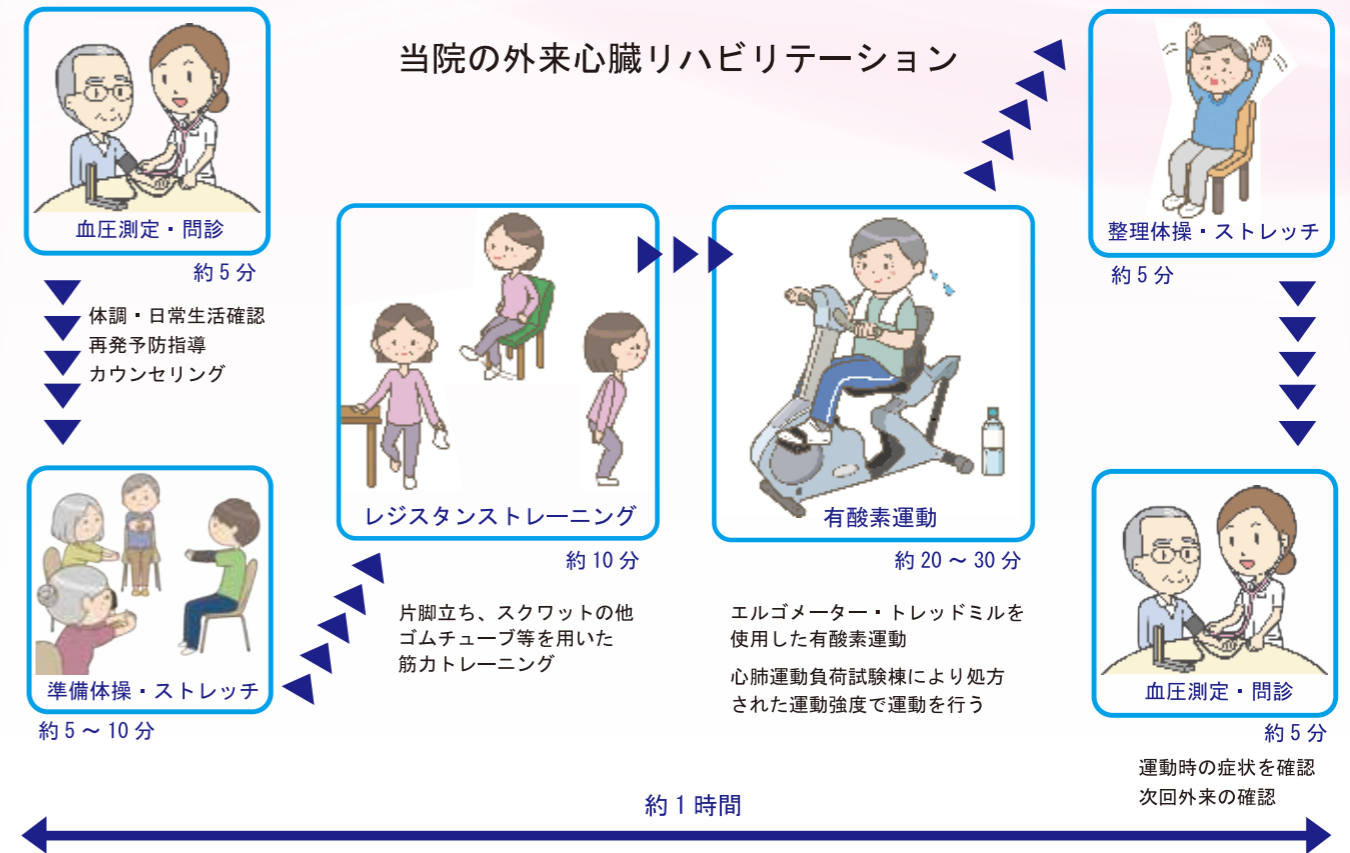 当院の外来心臓リハビリテーション
血圧測定・問診
約5分
体調・日常生活確認
再発予防指導
カウンセリング
準備体操・ストレッチ
約5～10分
レジスタンストレーニング
約10分
片脚立ち、スクワットの他
ゴムチューブ等を用いた
筋力トレーニング
有酸素運動
約20～30分
エルゴメーター・トレッドミルを
使用した有酸素運動
心肺運動負荷試験棟により処方
された運動強度で運動を行う
整理体操・ストレッチ
約5分
血圧測定・問診
約5分
運動時の症状を確認
次回外来の確認
約1時間